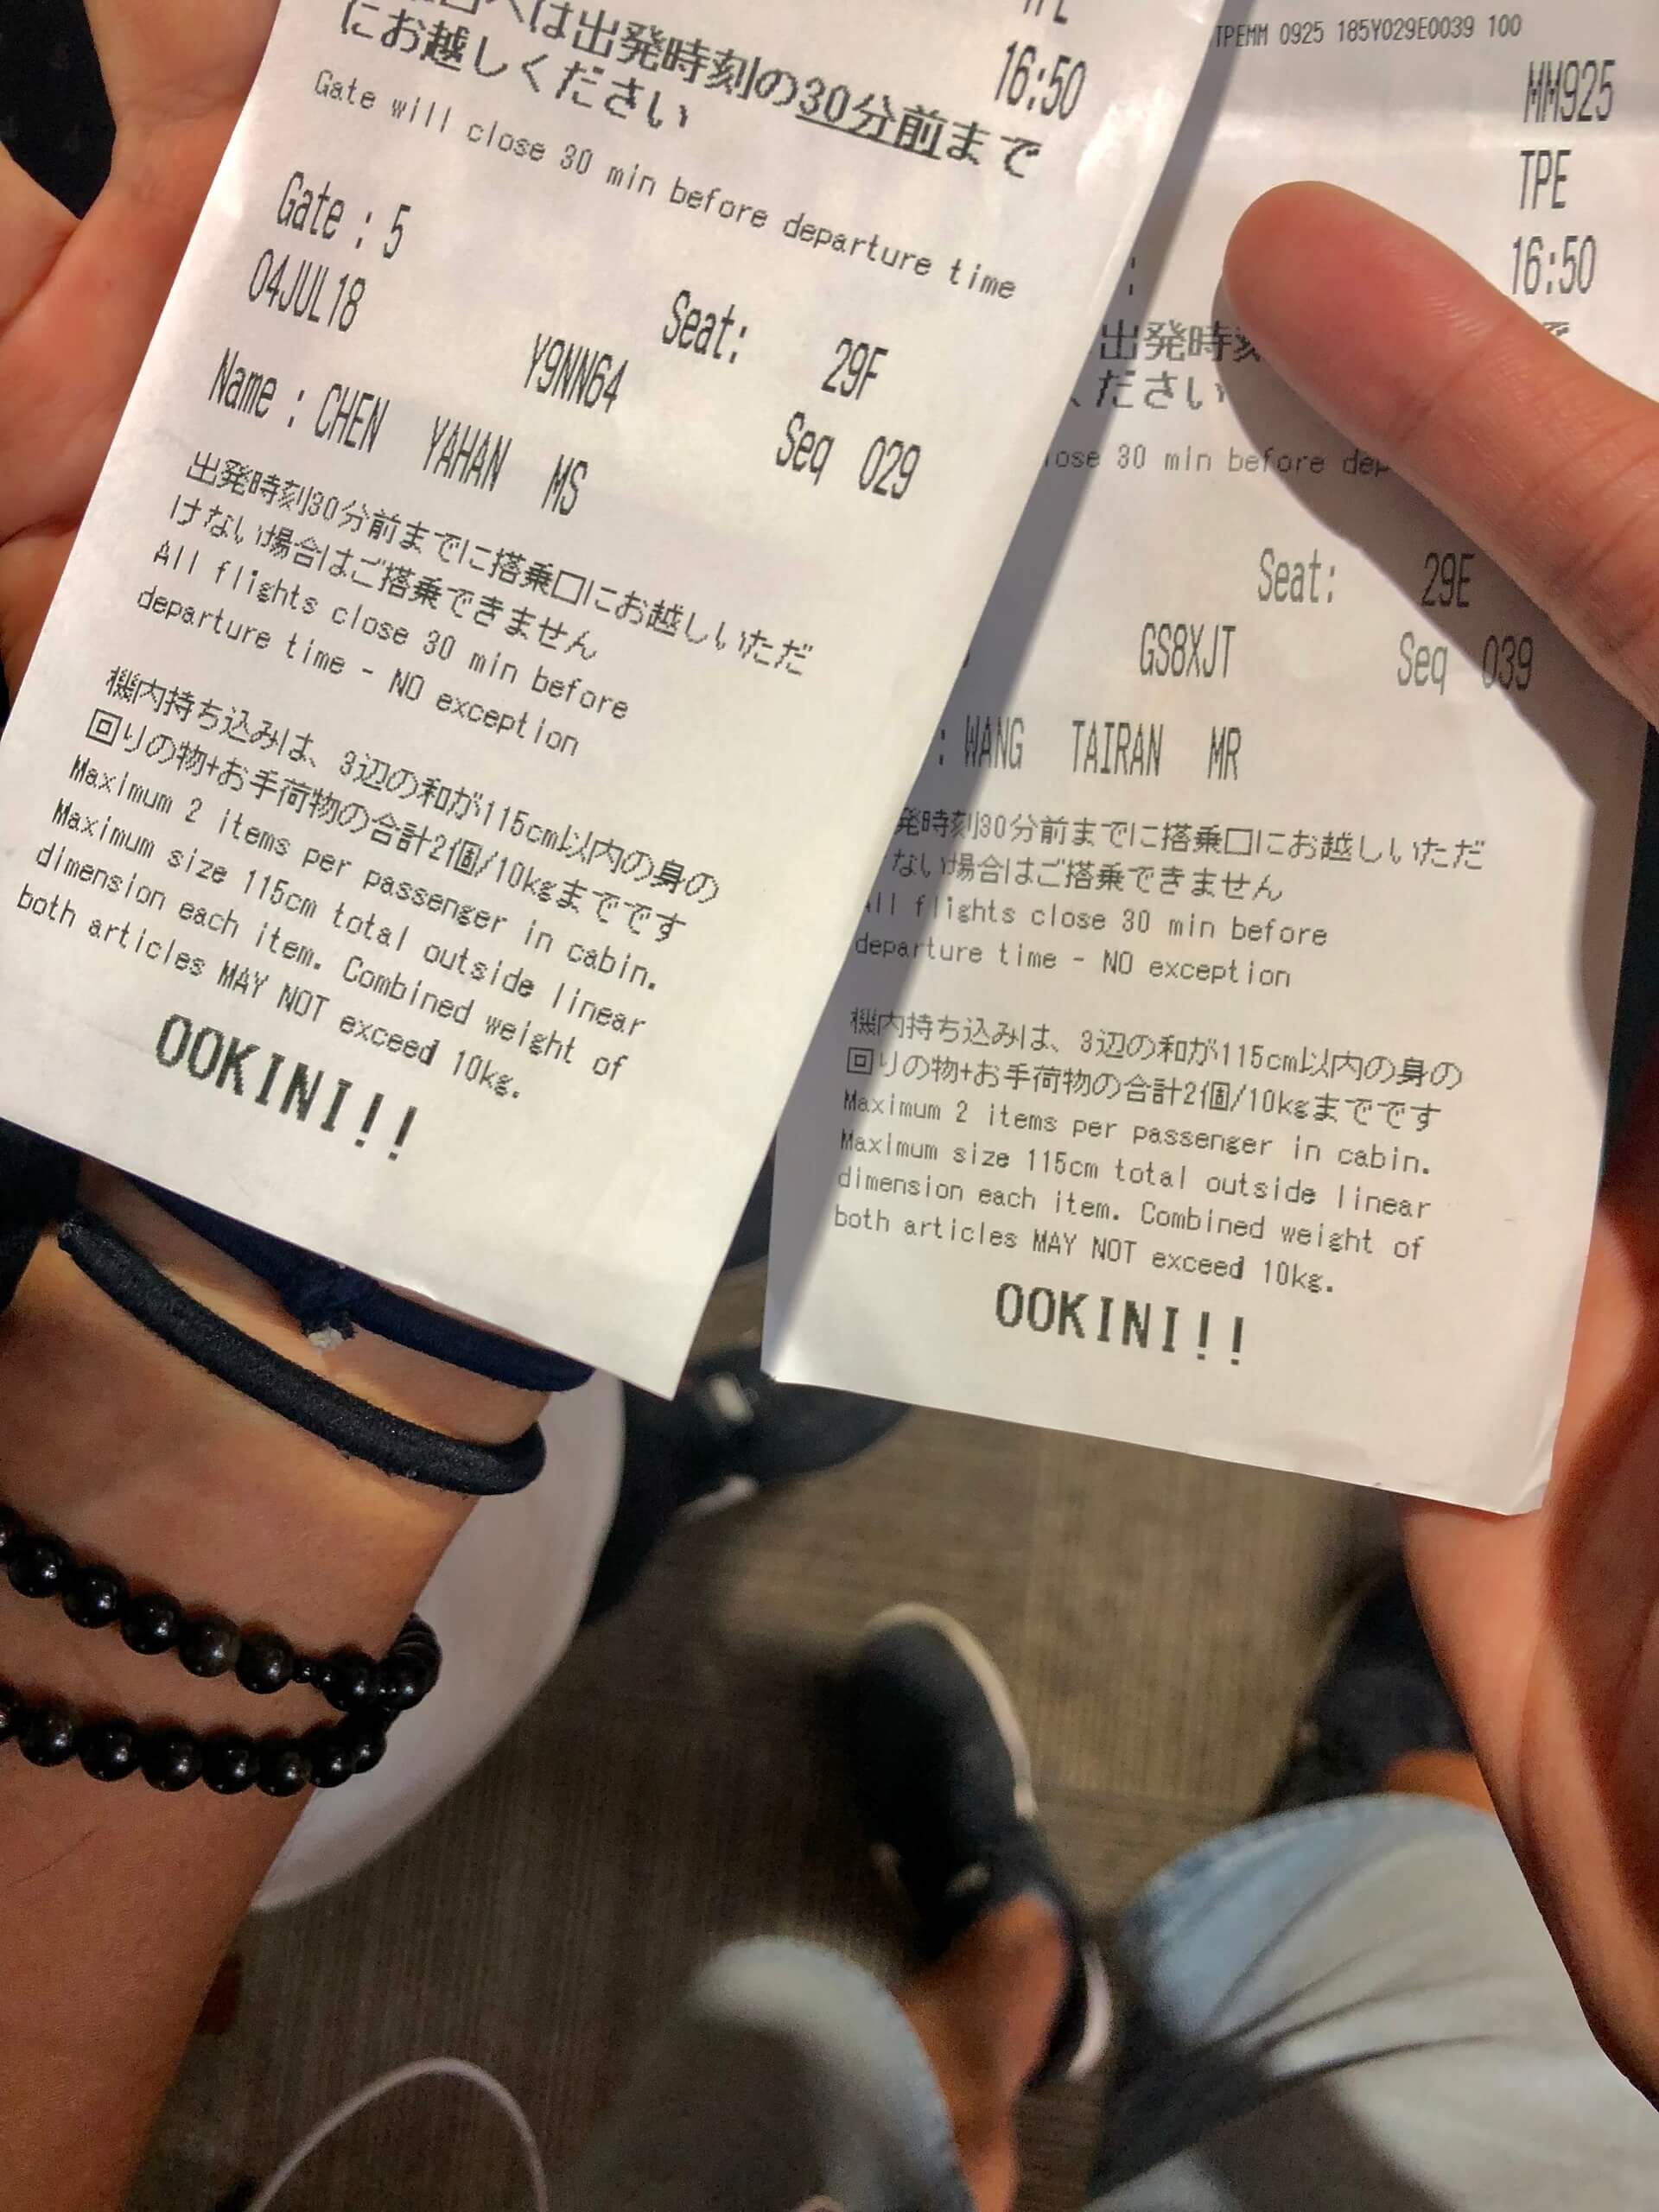 は出発時刻の30分前まで
にお越しください
16:50
Gate will close 30 min before departure time
Gate : 5
Seat: 29F
04JUL18 Y9NN64 Seq 029
Name : CHEN YAHAN MS
出発時刻30分前までに搭乗口にお越しいただ
けない場合はご搭乗できません
All flights close 30 min before
departure time - NO exception
機内持ち込みは、3辺の和が115cm以内の身の
回りの物+お手荷物の合計2個/10kgまでです
Maximum 2 items per passenger in cabin.
Maximum size 115cm total outside linear
dimension each item. Combined weight of
both articles MAY NOT exceed 10kg.
OOKINI!!
TPEMM 0925 185Y029E0039 100
MM925
TPE
: 16:50
出発時刻
ださい
30 min before
Seat: 29E
GS8XJT Seq 039
: WANG TAIRAN MR
発時刻30分前までに搭乗口にお越しいただ
ない場合はご搭乗できません
All flights close 30 min before
departure time - NO exception
機内持ち込みは、3辺の和が115cm以内の身の
回りの物+お手荷物の合計2個/10kgまでです
Maximum 2 items per passenger in cabin.
Maximum size 115cm total outside linear
dimension each item. Combined weight of
both articles MAY NOT exceed 10kg.
OOKINI!!